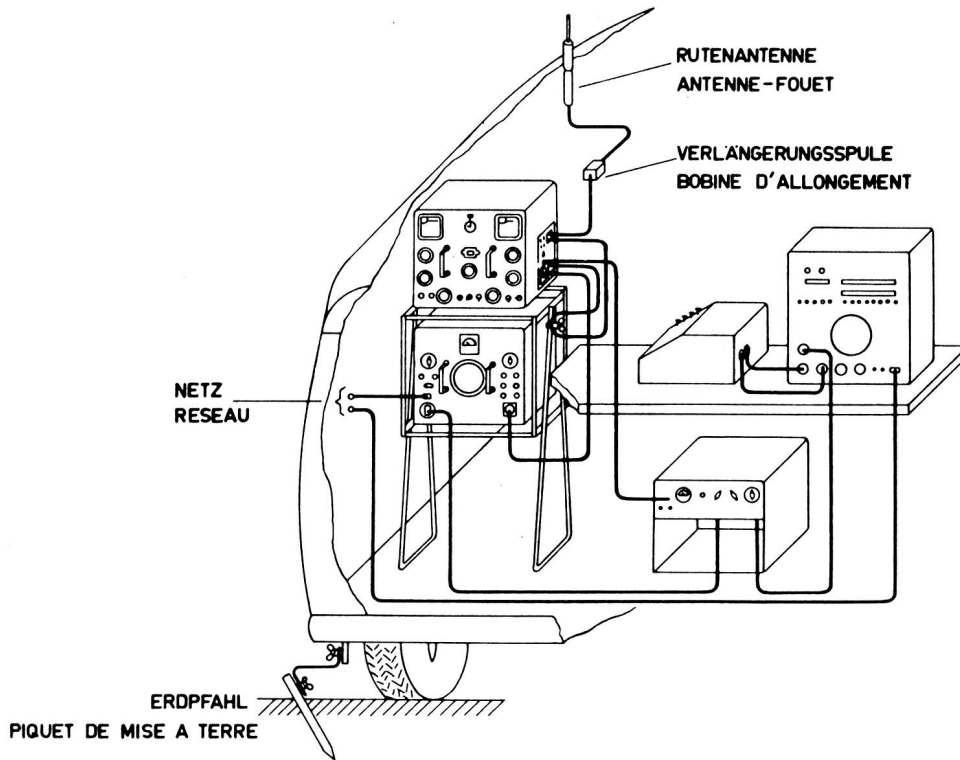 RUTENANTENNE
ANTENNE-FOUET
VERLÄNGERUNGSSPULE
BOBINE D'ALLONGEMENT
NETZ
RESEAU
ERDPFAHL
PIQUET DE MISE A TERRE